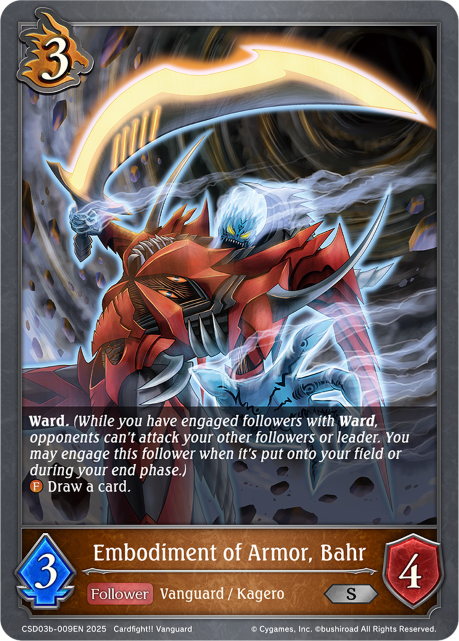 3
Ward. (While you have engaged followers with Ward,
opponents can't attack your other followers or leader. You
may engage this follower when it's put onto your field or
during your end phase.)
F Draw a card.
Embodiment of Armor, Bahr
3
Follower Vanguard / Kagero S
4
CSD03b-009EN 2025 Cardfight!! Vanguard © Cygames, Inc. ©bushiroad All Rights Reserved.